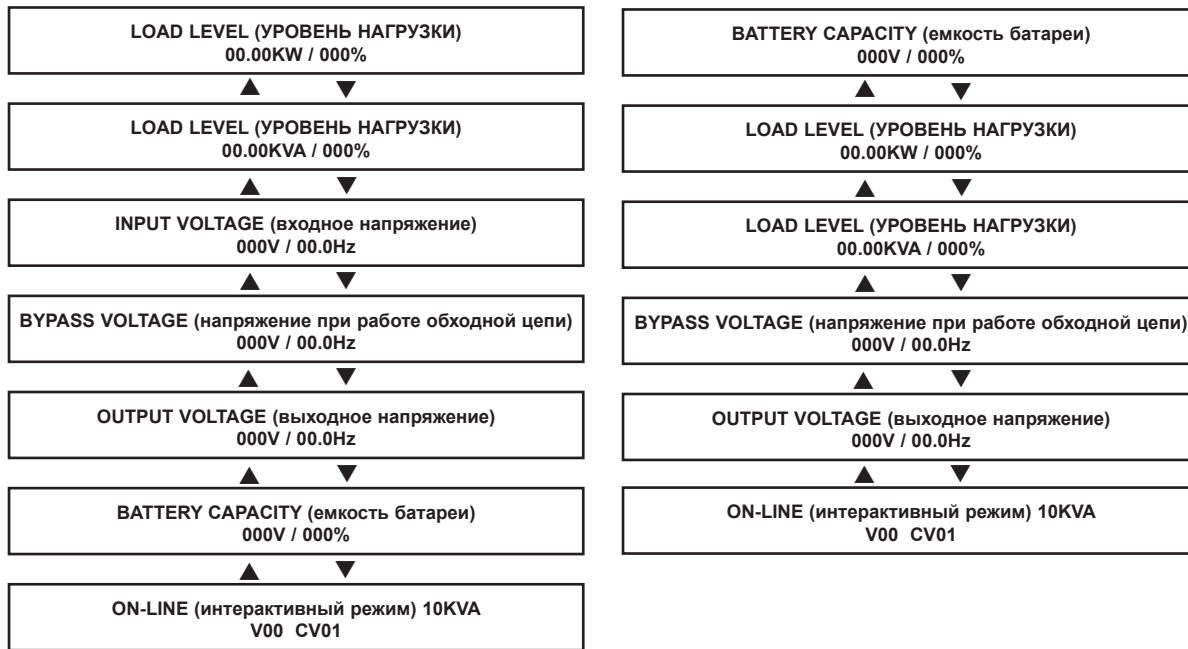 LOAD LEVEL (УРОВЕНЬ НАГРУЗКИ)
00.00KW / 000%
LOAD LEVEL (УРОВЕНЬ НАГРУЗКИ)
00.00KVA / 000%
INPUT VOLTAGE (входное напряжение)
000V / 00.0Hz
BYPASS VOLTAGE (напряжение при работе обходной цепи)
000V / 00.0Hz
OUTPUT VOLTAGE (выходное напряжение)
000V / 00.0Hz
BATTERY CAPACITY (емкость батареи)
000V / 000%
ON-LINE (интерактивный режим) 10KVA
V00 CV01
BATTERY CAPACITY (емкость батареи)
000V / 000%
LOAD LEVEL (УРОВЕНЬ НАГРУЗКИ)
00.00KW / 000%
LOAD LEVEL (УРОВЕНЬ НАГРУЗКИ)
00.00KVA / 000%
BYPASS VOLTAGE (напряжение при работе обходной цепи)
000V / 00.0Hz
OUTPUT VOLTAGE (выходное напряжение)
000V / 00.0Hz
ON-LINE (интерактивный режим) 10KVA
V00 CV01